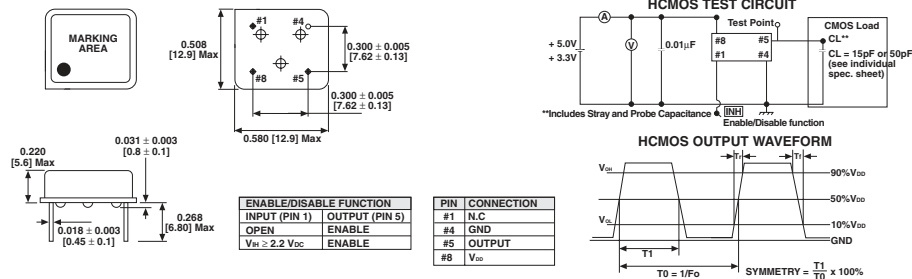 MARKING
AREA
0.508
[12.9] Max
#1
#4
#8
#5
0.300 ± 0.005
[7.62 ± 0.13]
0.300 ± 0.005
[7.62 ± 0.13]
0.580 [12.9] Max
0.220
[5.6] Max
0.031 ± 0.003
[0.8 ± 0.1]
0.018 ± 0.003
[0.45 ± 0.1]
0.268
[6.80] Max
ENABLE/DISABLE FUNCTION
INPUT (PIN 1) OUTPUT (PIN 5)
OPEN ENABLE
VIH ≥ 2.2 VDC ENABLE
PIN CONNECTION
#1 N.C
#4 GND
#5 OUTPUT
#8 VDD
HCMOS TEST CIRCUIT
A
Test Point
+ 5.0V
+ 3.3V
V
0.01µF
#8 #5
#1 #4
CMOS Load
CL**
CL = 15pF or 50pF
(see individual
spec. sheet)
**Includes Stray and Probe Capacitance
INH
Enable/Disable function
HCMOS OUTPUT WAVEFORM
Tr
Tf
VOH
90%VDD
50%VDD
VOL
10%VDD
GND
T1
T0 = 1/Fo
SYMMETRY = T1/T0 x 100%